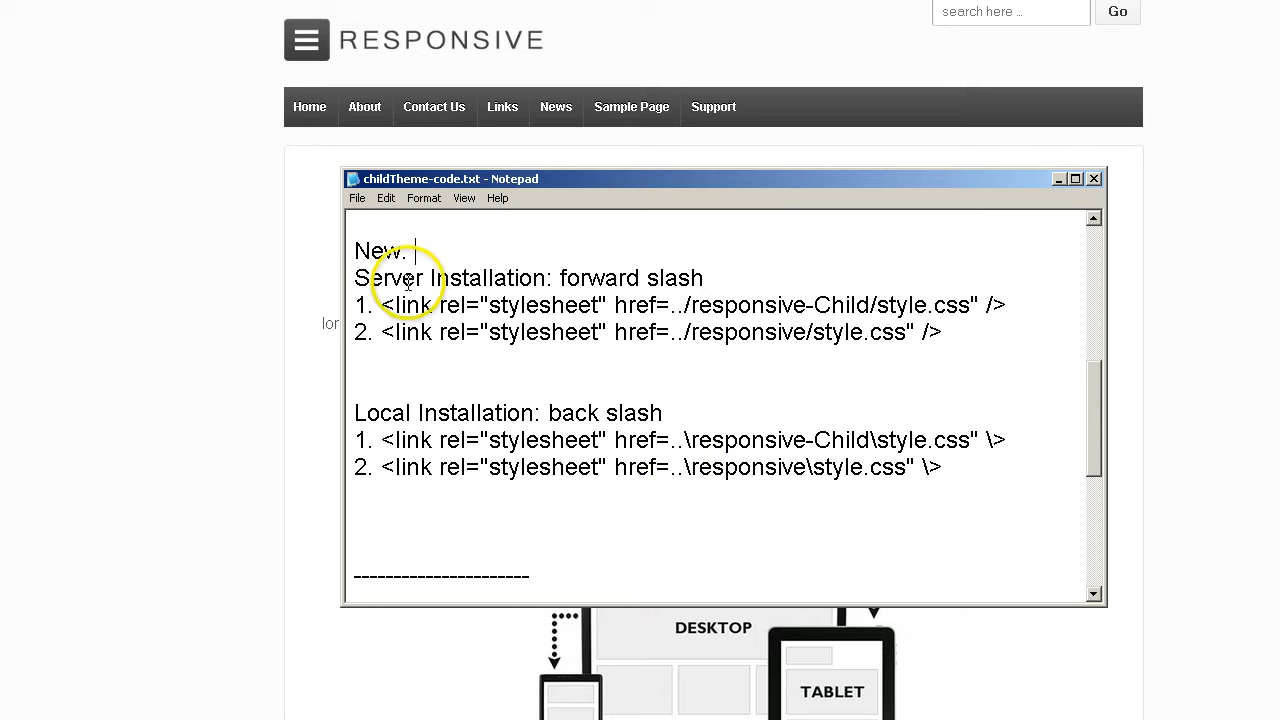 search here ...
Go
RESPONSIVE
Home About Contact Us Links News Sample Page Support
childTheme-code.txt - Notepad
File Edit Format View Help
New:
Server Installation: forward slash
1. <link rel="stylesheet" href=../responsive-Child/style.css" />
2. <link rel="stylesheet" href=../responsive/style.css" />
lor
Local Installation: back slash
1. <link rel="stylesheet" href=..\responsive-Child\style.css" \>
2. <link rel="stylesheet" href=..\responsive\style.css" \>
----------------------
DESKTOP
TABLET